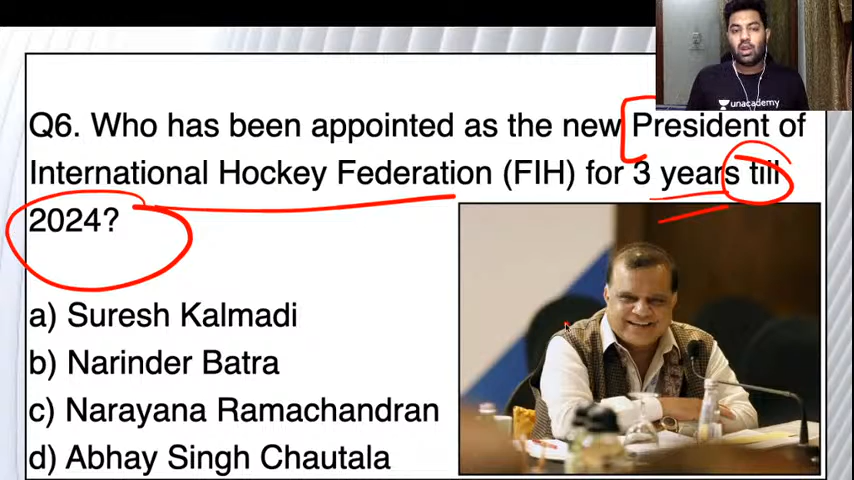 unacademy
Q6. Who has been appointed as the new President of
International Hockey Federation (FIH) for 3 years till
2024?
a) Suresh Kalmadi
b) Narinder Batra
c) Narayana Ramachandran
d) Abhay Singh Chautala